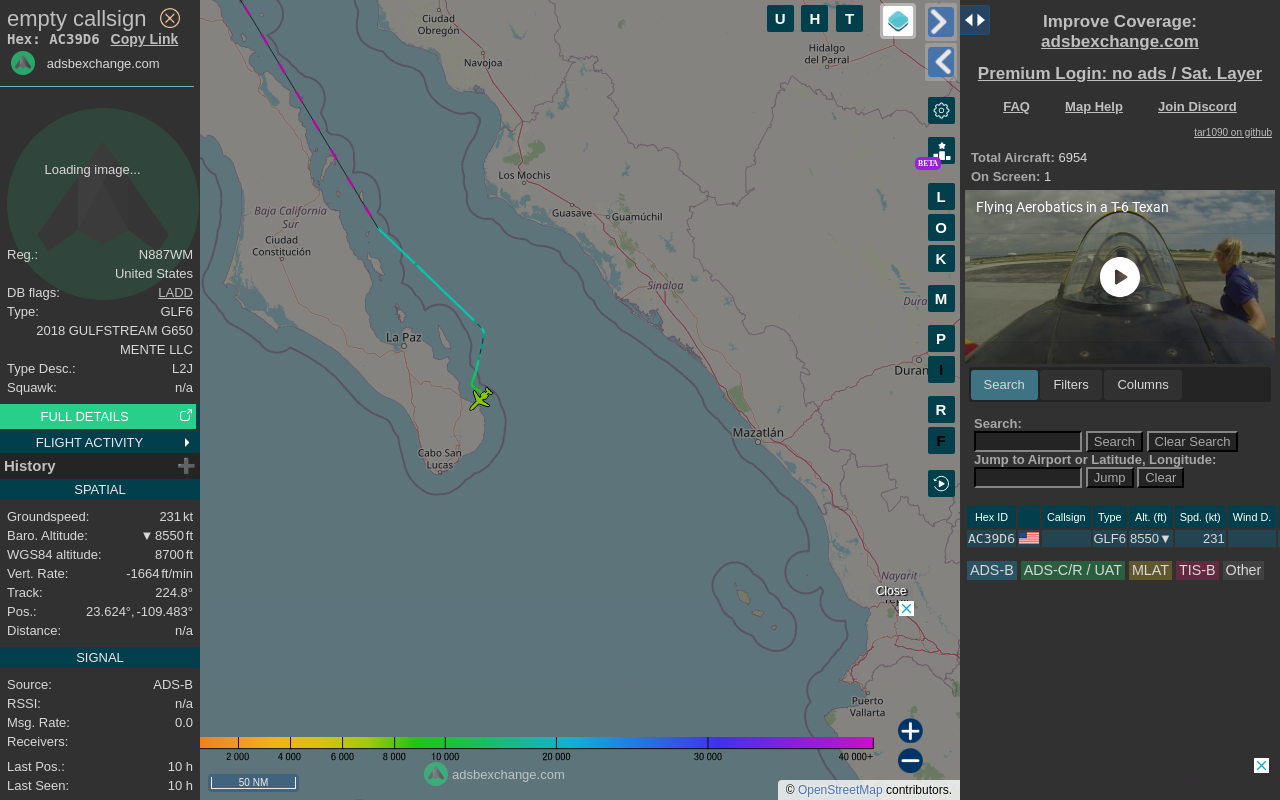 empty callsign
Hex: AC39D6 Copy Link
adsbexchange.com
Loading image...
Reg.: N887WM
United States
DB flags: LADD
Type: GLF6
2018 GULFSTREAM G650
MENTE LLC
Type Desc.: L2J
Squawk: n/a
FULL DETAILS
FLIGHT ACTIVITY
History
SPATIAL
Groundspeed: 231 kt
Baro. Altitude: ▼ 8550 ft
WGS84 altitude: 8700 ft
Vert. Rate: -1664 ft/min
Track: 224.8°
Pos.: 23.624°, -109.483°
Distance: n/a
SIGNAL
Source: ADS-B
RSSI: n/a
Msg. Rate: 0.0
Receivers:
Last Pos.: 10 h
Last Seen: 10 h
Ciudad
Obregón
Navojoa
Hidalgo
del Parral
Los Mochis
Guasave
Guamúchil
Baja California
Sur
Ciudad
Constitución
Sinaloa
La Paz
Mazatlán
Cabo San
Lucas
Nayarit
Puerto
Vallarta
U H T
BETA
L
O
K
M
P
I
R
F
Close
2 000 4 000 6 000 8 000 10 000 20 000 30 000 40 000+
50 NM
adsbexchange.com
© OpenStreetMap contributors.
Improve Coverage:
adsbexchange.com
Premium Login: no ads / Sat. Layer
FAQ Map Help Join Discord
tar1090 on github
Total Aircraft: 6954
On Screen: 1
Flying Aerobatics in a T-6 Texan
Search Filters Columns
Search:
Search Clear Search
Jump to Airport or Latitude, Longitude:
Jump Clear
Hex ID Callsign Type Alt. (ft) Spd. (kt) Wind D.
AC39D6 GLF6 8550▼ 231
ADS-B ADS-C/R / UAT MLAT TIS-B Other